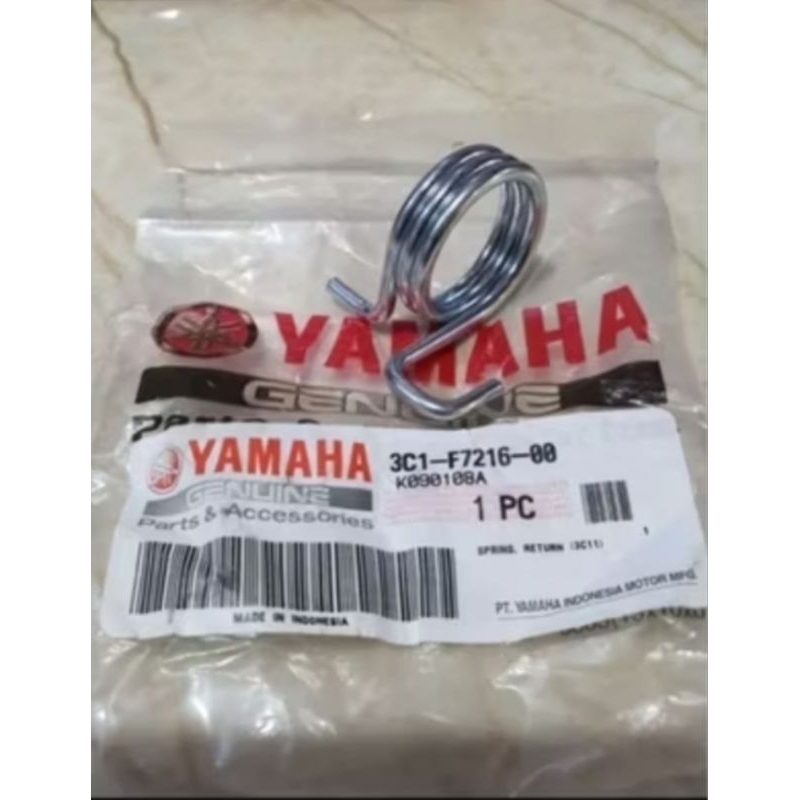 YAMAHA
GENUINE
YAMAHA
GENUINE
Parts & Accessories
3C1-F7216-00
K090108A
1 PC
SPRING, RETURN (3C11) 1
PT. YAMAHA INDONESIA MOTOR MFG.
MADE IN INDONESIA